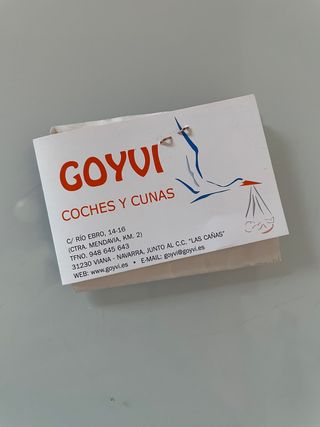 GOYVI
COCHES Y CUNAS
C/ RÍO EBRO, 14-16
(CTRA. MENDAVIA, KM. 2)
TFNO. 948 645 643
31230 VIANA - NAVARRA, JUNTO AL C.C. "LAS CAÑAS"
WEB: www.goyvi.es • E-MAIL: goyvi@goyvi.es